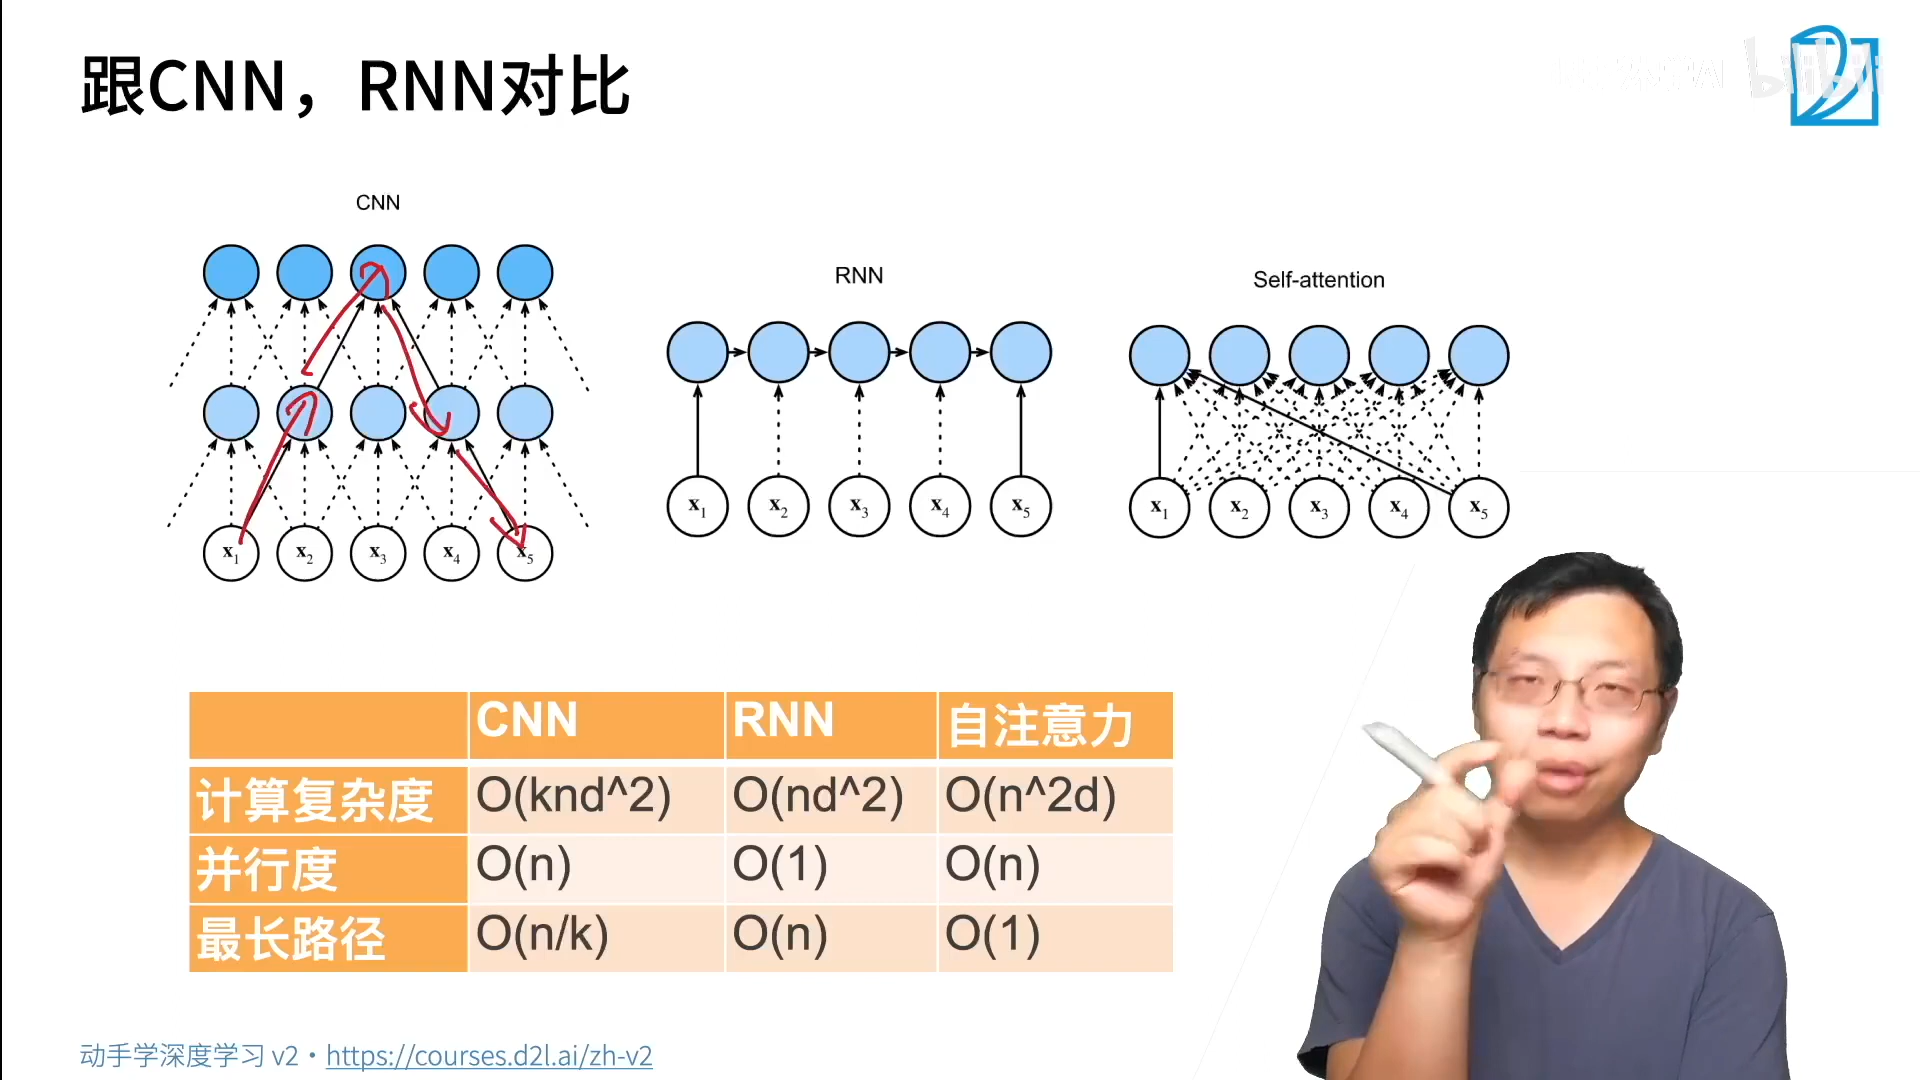 跟CNN，RNN对比
bilibili
CNN
RNN
Self-attention
x1 x2 x3 x4 x5
x1 x2 x3 x4 x5
x1 x2 x3 x4 x5
CNN RNN 自注意力
计算复杂度 O(knd^2) O(nd^2) O(n^2d)
并行度 O(n) O(1) O(n)
最长路径 O(n/k) O(n) O(1)
动手学深度学习 v2 · https://courses.d2l.ai/zh-v2